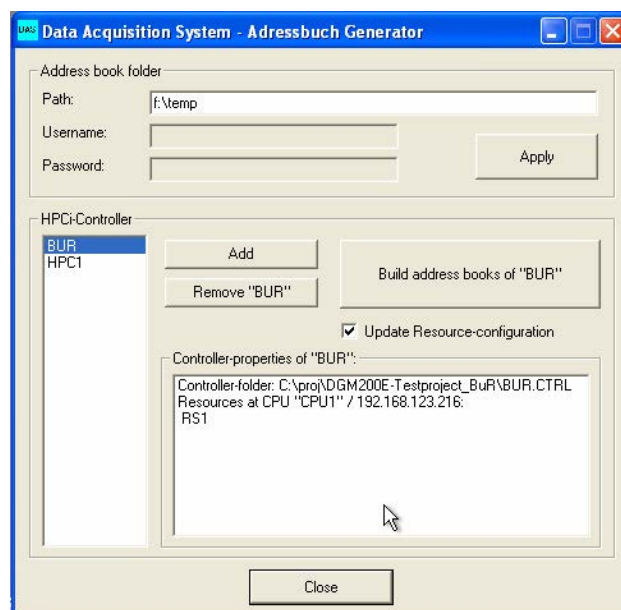 DAS Data Acquisition System - Adressbuch Generator
Address book folder
Path: f:\temp
Username:
Password:
Apply
HPCi-Controller
BUR
HPC1
Add
Remove "BUR"
Build address books of "BUR"
Update Resource-configuration
Controller-properties of "BUR":
Controller-folder: C:\proj\DGM200E-Testproject_BuR\BUR.CTRL
Resources at CPU "CPU1" / 192.168.123.216:
RS1
Close